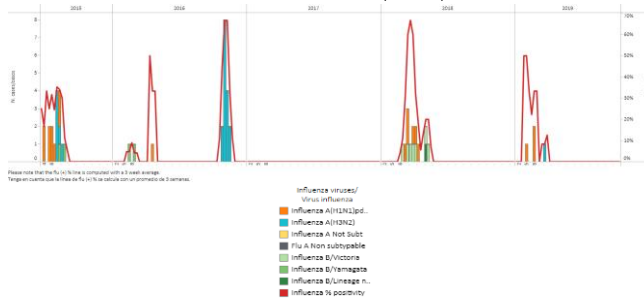 2015 2016 2017 2018 2019
8 70%
7 60%
6 50%
5
4 40%
3 30%
2 20%
1 10%
0 0%
Please note that the flu (+) % line is computed with a 3 week average.
Tenga en cuenta que la línea de flu (+) % se calcula con un promedio de 3 semanas.
Influenza viruses/
Virus influenza
Influenza A(H1N1)pd..
Influenza A(H3N2)
Influenza A Not Subt
Flu A Non subtypable
Influenza B/Victoria
Influenza B/Yamagata
Influenza B/Lineage n..
Influenza % positivity